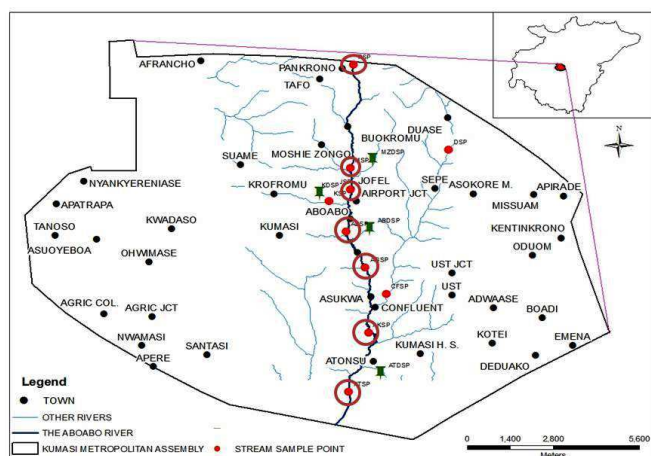 AFRANCHO
PANKRONO
TAFO
BUOKROMU
DUASE
DSP
MOSHIE ZONGO
MZDSP
SUAME
JOFEL
NYANKYERENIASE
KROFROMU
KDSP
KSP
AIRPORT JCT
SEPE
ASOKORE M.
APIRADE
MISSUAM
APATRAPA
ABOABO
ABDSP
TANOSO
KWADASO
KUMASI
KENTINKRONO
ASUOYEBOA
ODUOM
OHWIMASE
ABSP
UST JCT
CFSP
UST
ASUKWA
CONFLUENT
ADWAASE
AGRIC COL.
AGRIC JCT
BOADI
NWAMASI
SANTASI
KOTEI
EMENA
APERE
ATONSU
KUMASI H. S.
DEDUAKO
ATDSP
N
Legend
TOWN
OTHER RIVERS
THE ABOABO RIVER
KUMASI METROPOLITAN ASSEMBLY
STREAM SAMPLE POINT
0 1,400 2,800 5,600
Meters